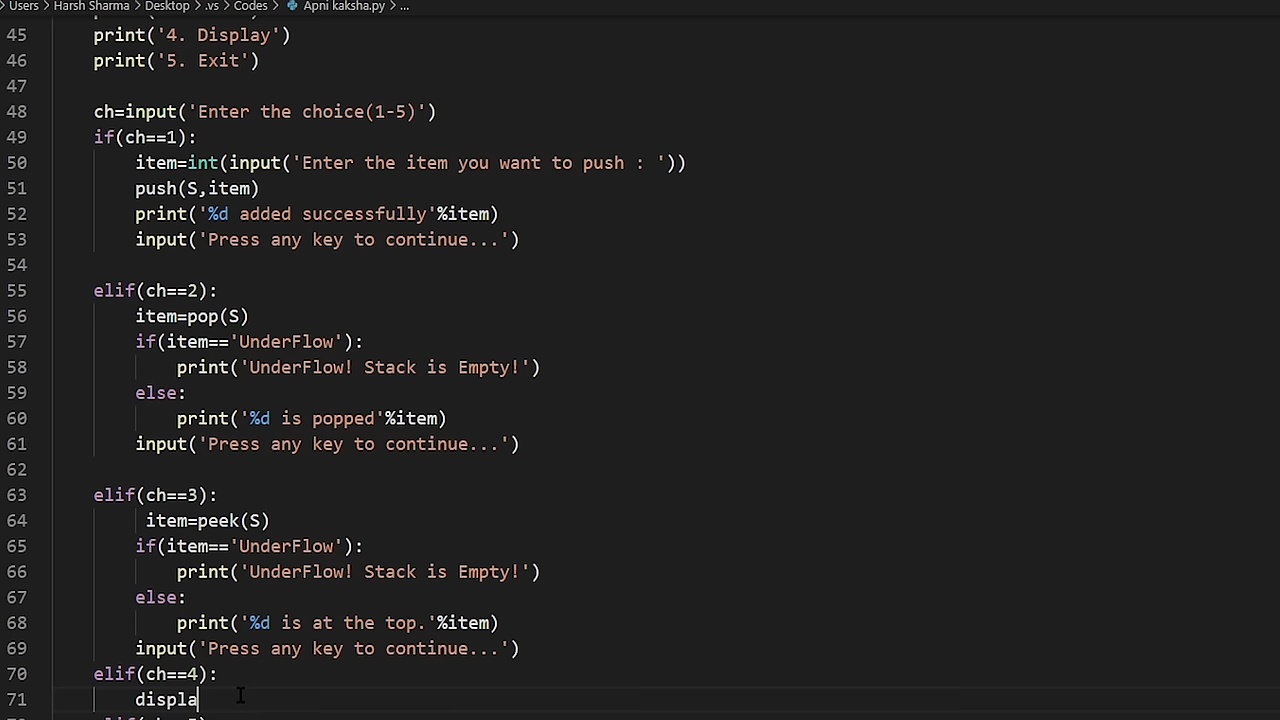 Users > Harsh Sharma > Desktop > .vs > Codes > Apni kaksha.py > ...
45 print('4. Display')
46 print('5. Exit')
47
48 ch=input('Enter the choice(1-5)')
49 if(ch==1):
50 item=int(input('Enter the item you want to push : '))
51 push(S,item)
52 print('%d added successfully'%item)
53 input('Press any key to continue...')
54
55 elif(ch==2):
56 item=pop(S)
57 if(item=='UnderFlow'):
58 print('UnderFlow! Stack is Empty!')
59 else:
60 print('%d is popped'%item)
61 input('Press any key to continue...')
62
63 elif(ch==3):
64 item=peek(S)
65 if(item=='UnderFlow'):
66 print('UnderFlow! Stack is Empty!')
67 else:
68 print('%d is at the top.'%item)
69 input('Press any key to continue...')
70 elif(ch==4):
71 displa